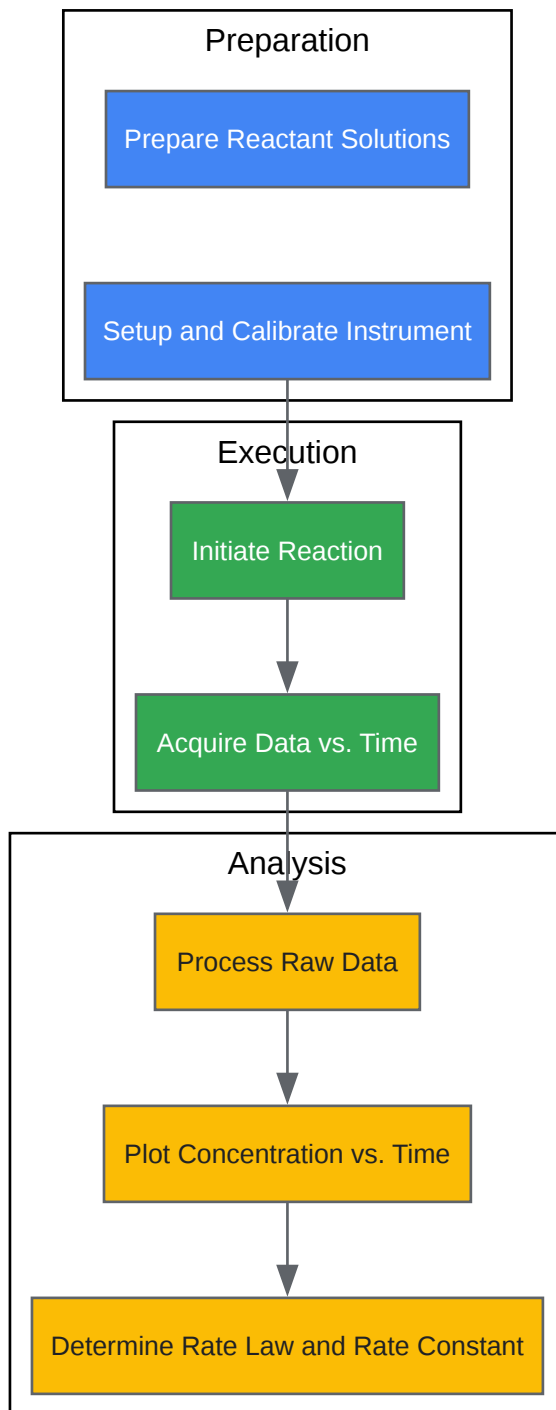 Preparation
Prepare Reactant Solutions
Setup and Calibrate Instrument
Execution
Initiate Reaction
Acquire Data vs. Time
Analysis
Process Raw Data
Plot Concentration vs. Time
Determine Rate Law and Rate Constant